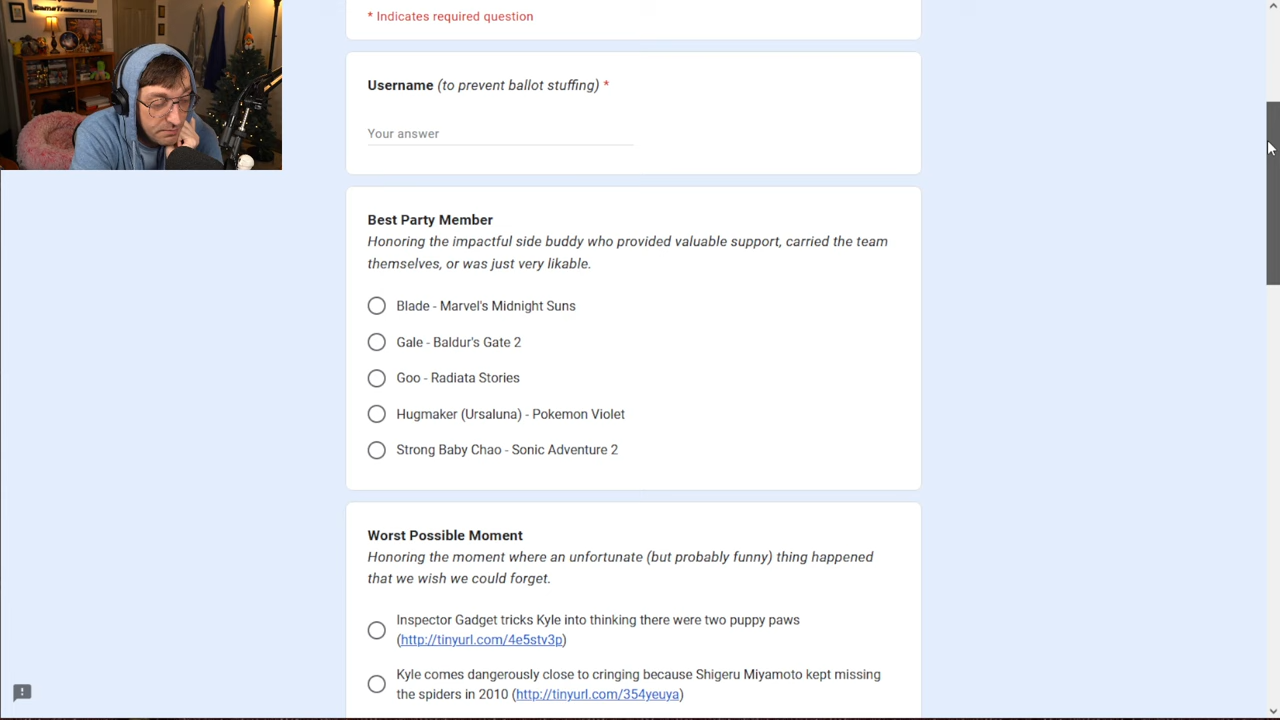 GameTrailers.com
* Indicates required question
Username (to prevent ballot stuffing) *
Your answer
Best Party Member
Honoring the impactful side buddy who provided valuable support, carried the team
themselves, or was just very likable.
Blade - Marvel's Midnight Suns
Gale - Baldur's Gate 2
Goo - Radiata Stories
Hugmaker (Ursaluna) - Pokemon Violet
Strong Baby Chao - Sonic Adventure 2
Worst Possible Moment
Honoring the moment where an unfortunate (but probably funny) thing happened
that we wish we could forget.
Inspector Gadget tricks Kyle into thinking there were two puppy paws
(http://tinyurl.com/4e5stv3p)
Kyle comes dangerously close to cringing because Shigeru Miyamoto kept missing
the spiders in 2010 (http://tinyurl.com/354yeuya)